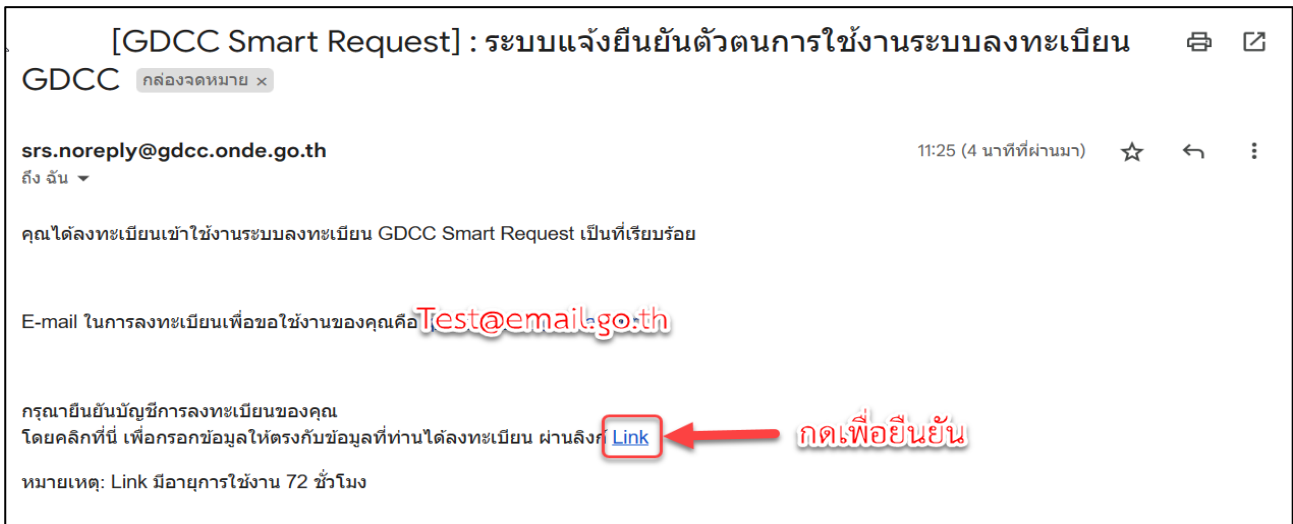 [GDCC Smart Request] : ระบบแจ้งยืนยันตัวตนการใช้งานระบบลงทะเบียน
GDCC กล่องจดหมาย ×
srs.noreply@gdcc.onde.go.th 11:25 (4 นาทีที่ผ่านมา)
ถึง ฉัน
คุณได้ลงทะเบียนเข้าใช้งานระบบลงทะเบียน GDCC Smart Request เป็นที่เรียบร้อย
E-mail ในการลงทะเบียนเพื่อขอใช้งานของคุณคือ Test@email.go.th
กรุณายืนยันบัญชีการลงทะเบียนของคุณ
โดยคลิกที่นี่ เพื่อกรอกข้อมูลให้ตรงกับข้อมูลที่ท่านได้ลงทะเบียน ผ่านลิงก์ Link กดเพื่อยืนยัน
หมายเหตุ: Link มีอายุการใช้งาน 72 ชั่วโมง